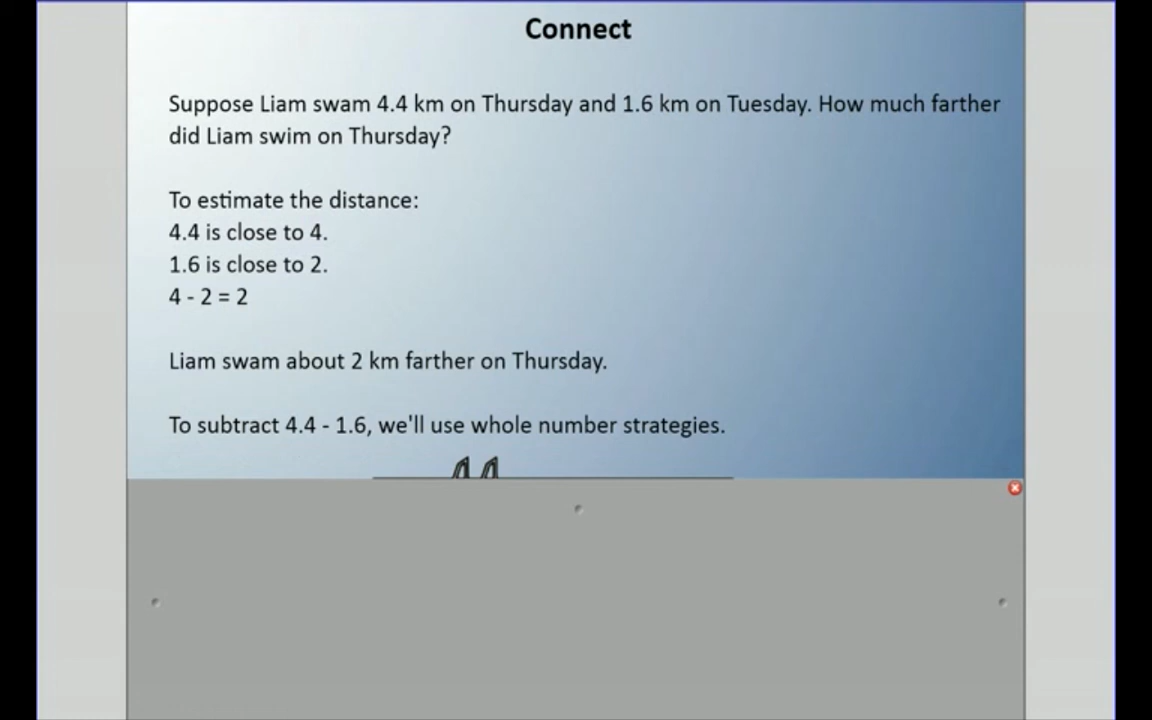 Connect
Suppose Liam swam 4.4 km on Thursday and 1.6 km on Tuesday. How much farther
did Liam swim on Thursday?
To estimate the distance:
4.4 is close to 4.
1.6 is close to 2.
4 - 2 = 2
Liam swam about 2 km farther on Thursday.
To subtract 4.4 - 1.6, we'll use whole number strategies.